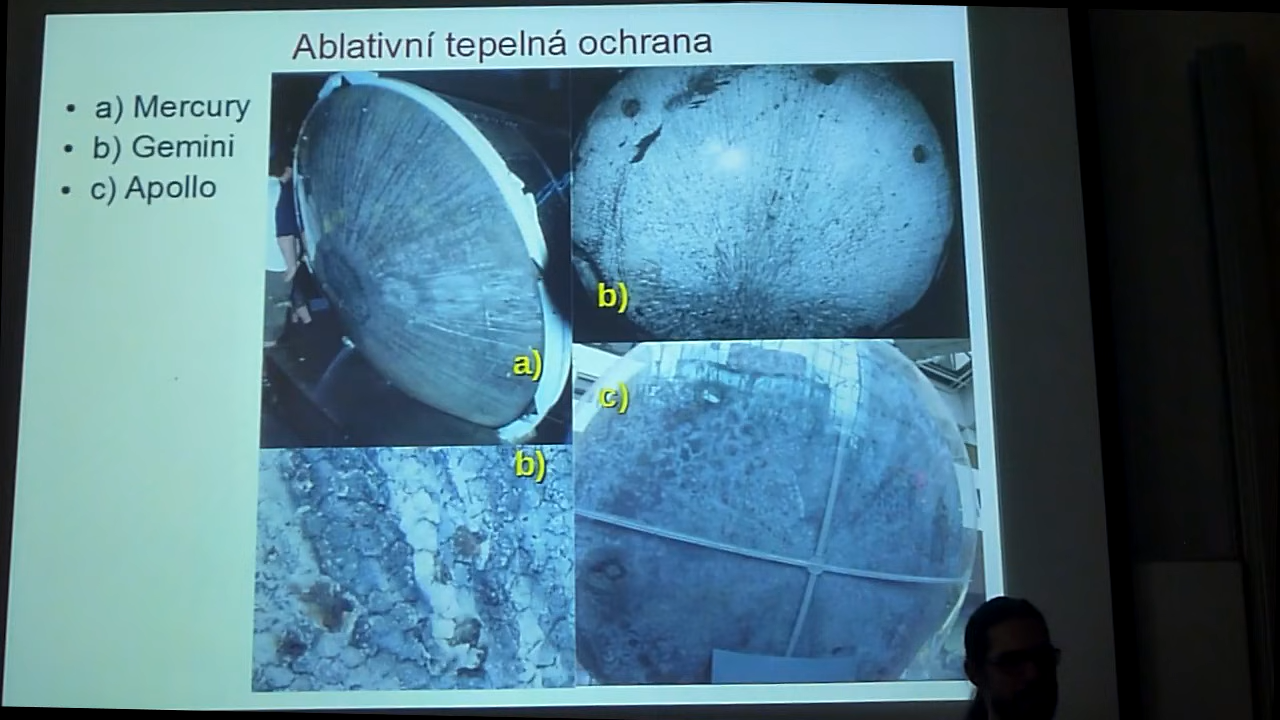 Ablativní tepelná ochrana
• a) Mercury
• b) Gemini
• c) Apollo
a)
b)
b)
c)